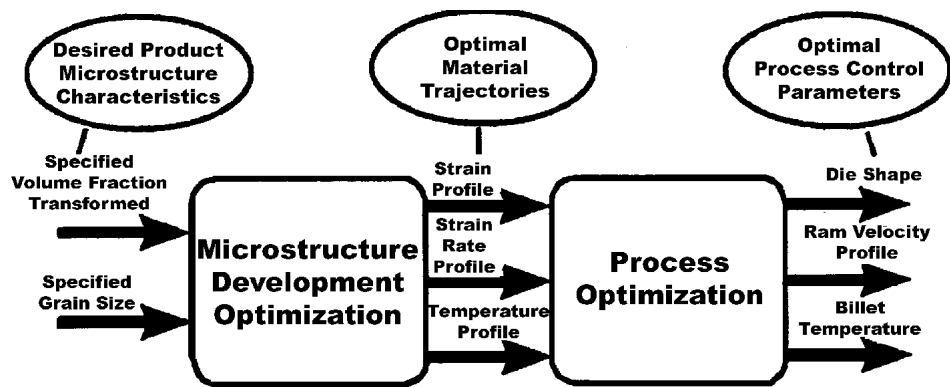 Desired Product
Microstructure
Characteristics
Optimal
Material
Trajectories
Optimal
Process Control
Parameters
Specified
Volume Fraction
Transformed
Specified
Grain Size
Microstructure
Development
Optimization
Strain
Profile
Strain
Rate
Profile
Temperature
Profile
Process
Optimization
Die Shape
Ram Velocity
Profile
Billet
Temperature